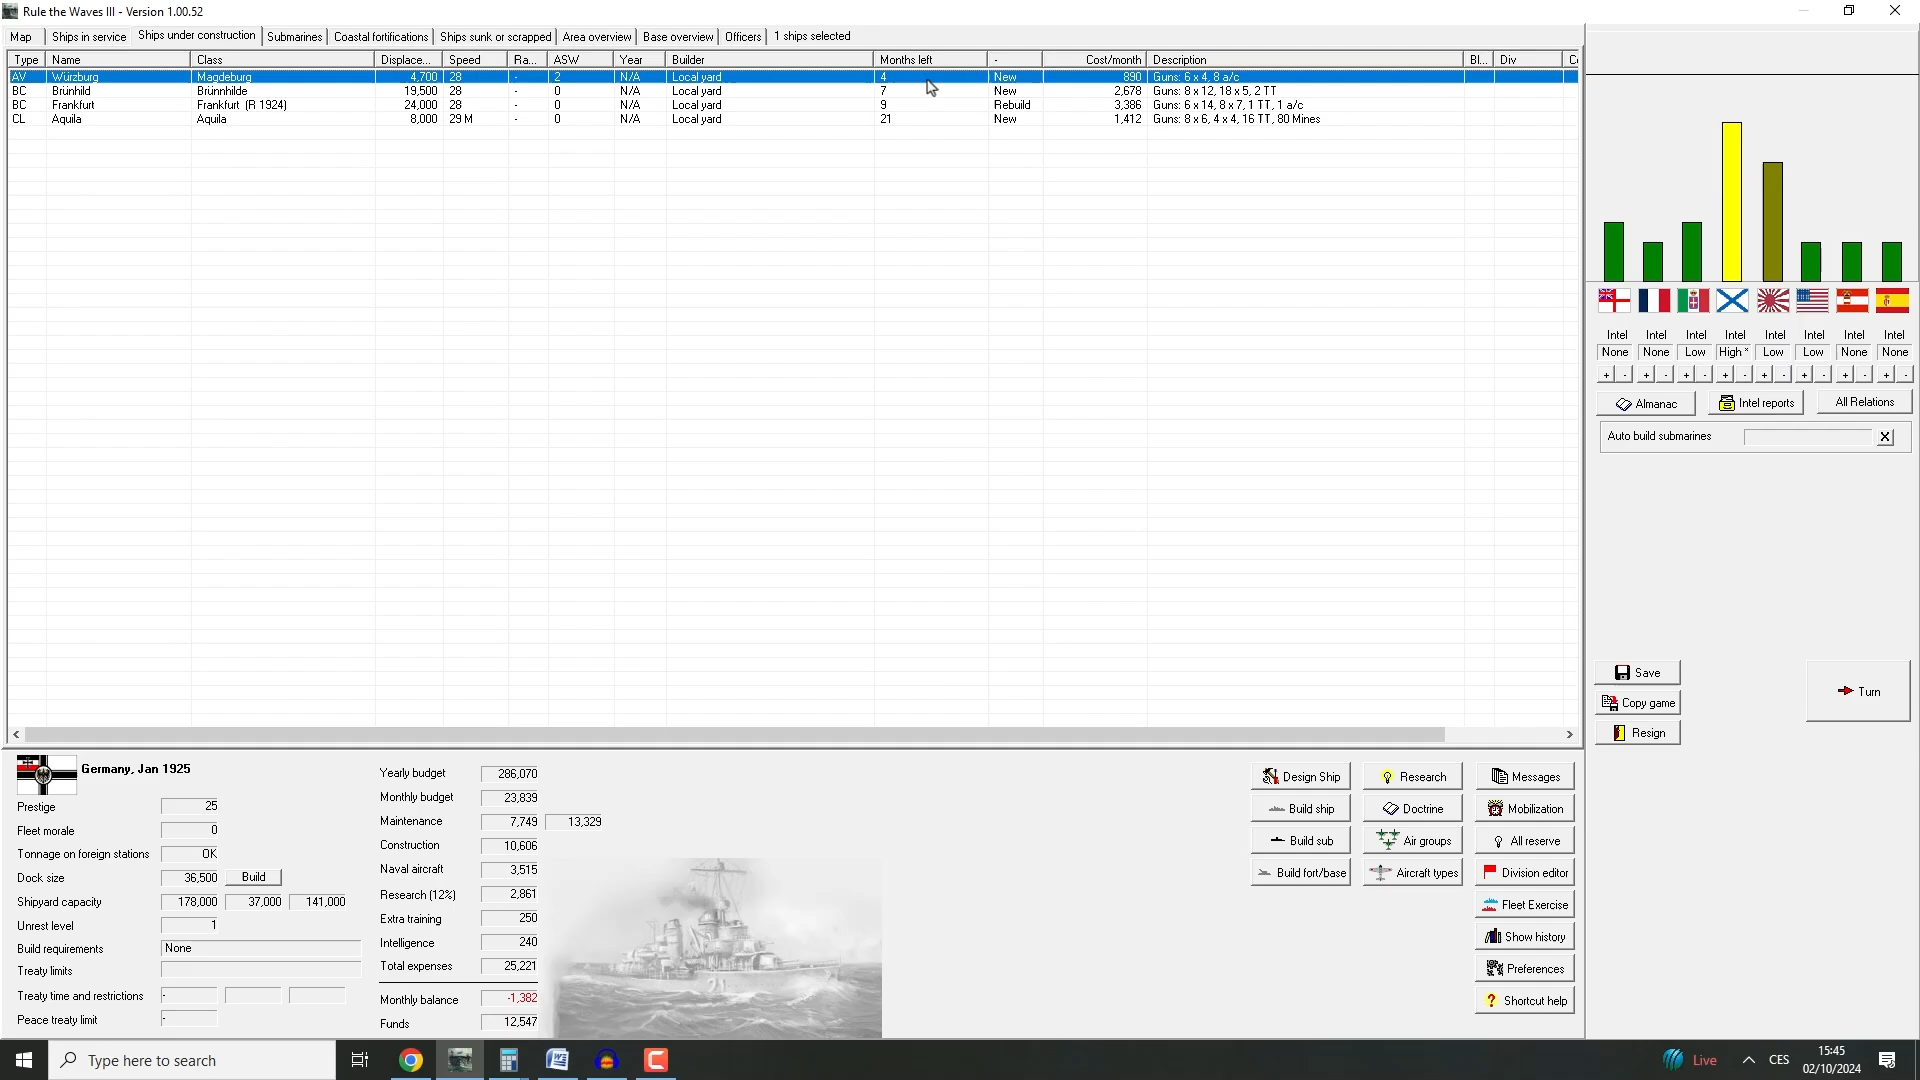 Rule the Waves III - Version 1.00.52
Map Ships in service Ships under construction Submarines Coastal fortifications Ships sunk or scrapped Area overview Base overview Officers 1 ships selected
Type Name Class Displace... Speed Ra... ASW Year Builder Months left - Cost/month Description Bl... Div
AV Würzburg Magdeburg 4,700 28 - 2 N/A Local yard 4 New 890 Guns: 6 x 4, 8 a/c
BC Brünhild Brünnhilde 19,500 28 - 0 N/A Local yard 7 New 2,678 Guns: 8 x 12, 18 x 5, 2 TT
BC Frankfurt Frankfurt (R 1924) 24,000 28 - 0 N/A Local yard 9 Rebuild 3,386 Guns: 6 x 14, 8 x 7, 1 TT, 1 a/c
CL Aquila Aquila 8,000 29 M - 0 N/A Local yard 21 New 1,412 Guns: 8 x 6, 4 x 4, 16 TT, 80 Mines
Intel Intel Intel Intel Intel Intel Intel Intel
None None Low High * Low Low None None
+ - + - + - + - + - + - + - + -
Almanac Intel reports All Relations
Auto build submarines X
Save
Copy game
Resign
Turn
Germany, Jan 1925
Prestige 25
Fleet morale 0
Tonnage on foreign stations OK
Dock size 36,500 Build
Shipyard capacity 178,000 37,000 141,000
Unrest level 1
Build requirements None
Treaty limits
Treaty time and restrictions -
Peace treaty limit -
Yearly budget 286,070
Monthly budget 23,839
Maintenance 7,749 13,329
Construction 10,606
Naval aircraft 3,515
Research (12%) 2,861
Extra training 250
Intelligence 240
Total expenses 25,221
Monthly balance -1,382
Funds 12,547
Design Ship Research Messages
Build ship Doctrine Mobilization
Build sub Air groups All reserve
Build fort/base Aircraft types Division editor
Fleet Exercise
Show history
Preferences
Shortcut help
Type here to search
Live CES 15:45
02/10/2024